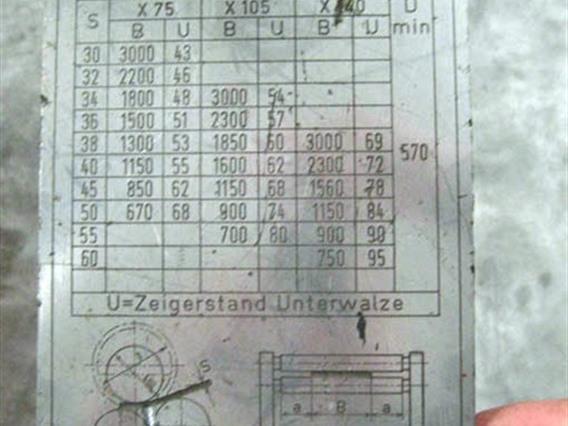 S X 75 X 105 X 140 U
B U B U B U min
30 3000 43
32 2200 46
34 1800 48 3000 54
36 1500 51 2300 57
38 1300 53 1850 60 3000 69
40 1150 55 1600 62 2300 72 570
45 850 62 1150 68 1560 78
50 670 68 900 74 1150 84
55 700 80 900 90
60 750 95
U=Zeigerstand Unterwalze
S
a B a